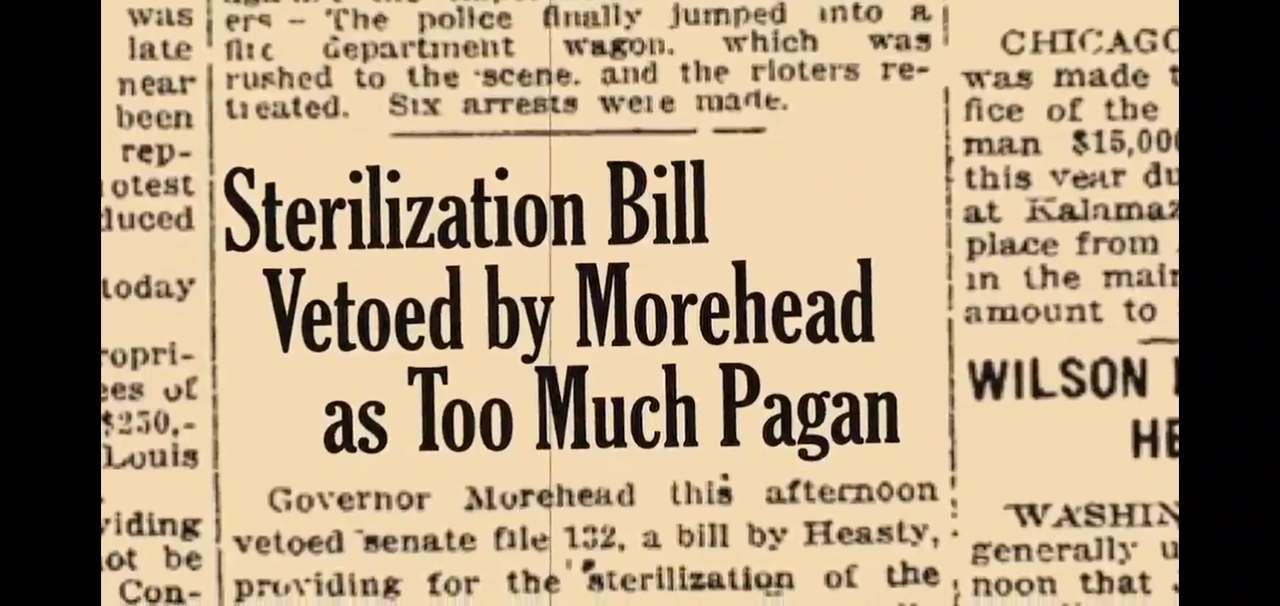 was
late
near
been
rep-
otest
duced
today
ropri-
ees of
$250,-
Louis
viding
ot be
Con-
ers – The police finally jumped into a
fire department wagon, which was
rushed to the scene, and the rioters re-
treated. Six arrests were made.
Sterilization Bill
Vetoed by Morehead
as Too Much Pagan
Governor Morehead this afternoon
vetoed senate file 132, a bill by Heasty,
providing for the sterilization of the
CHICAGO
was made t
fice of the
man $15,000
this year du
at Kalamaz
place from
in the main
amount to
WILSON
HE
WASHIN
generally u
noon that